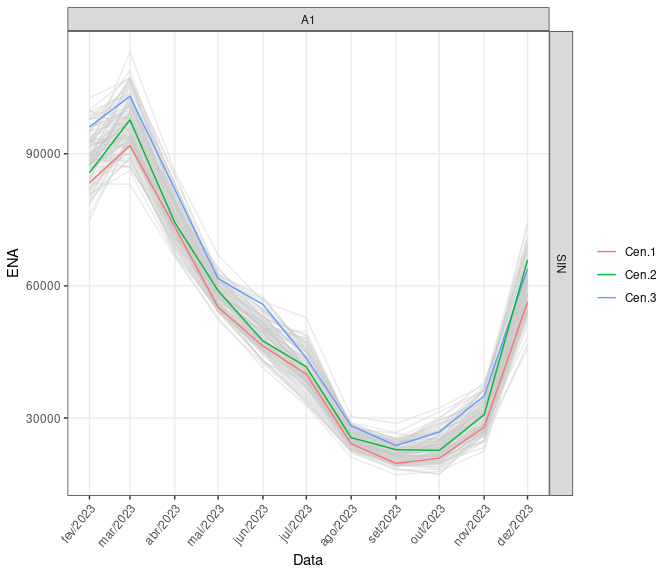 A1
ENA
90000
60000
30000
SIN
Cen.1
Cen.2
Cen.3
fev/2023
mar/2023
abr/2023
mai/2023
jun/2023
jul/2023
ago/2023
set/2023
out/2023
nov/2023
dez/2023
Data